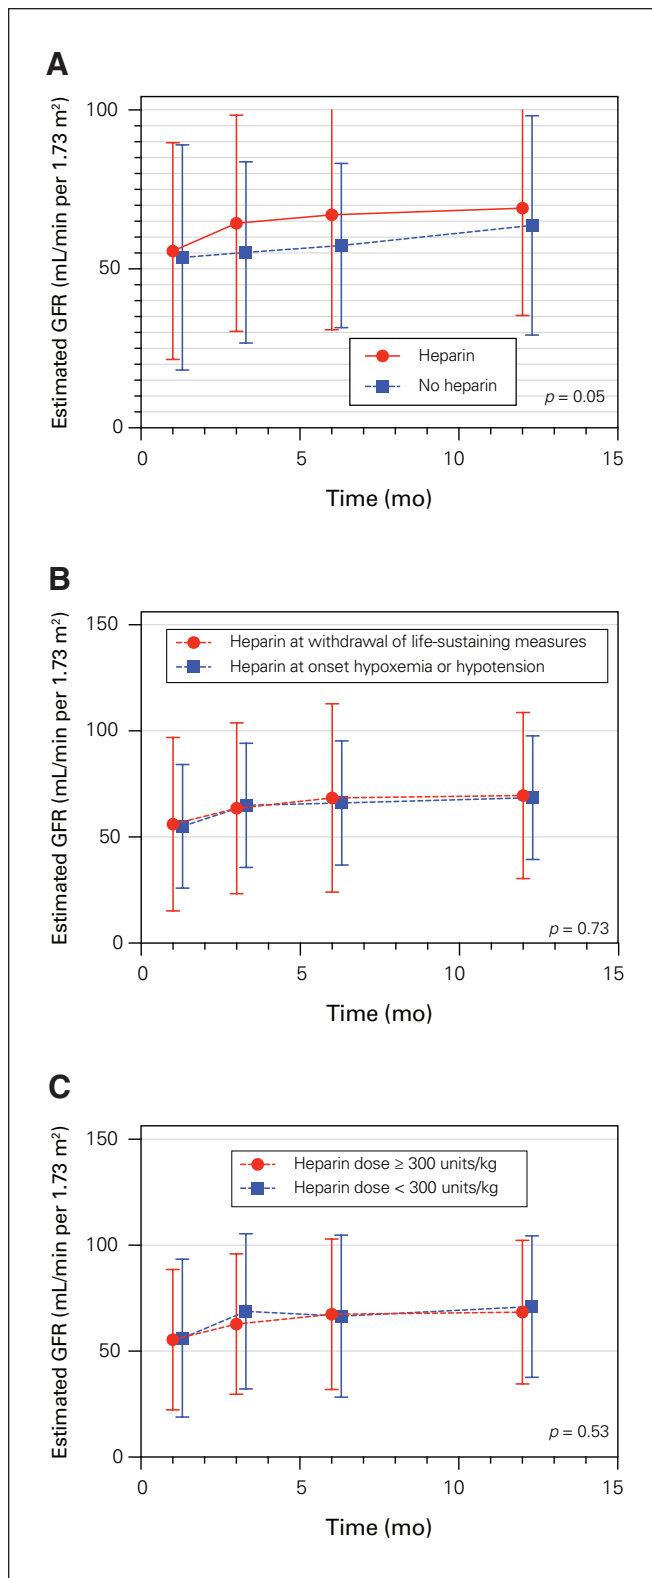 A
Estimated GFR (mL/min per 1.73 m²)
100
50
0
Heparin
No heparin
p = 0.05
0 5 10 15
Time (mo)
B
Estimated GFR (mL/min per 1.73 m²)
150
100
50
0
Heparin at withdrawal of life-sustaining measures
Heparin at onset hypoxemia or hypotension
p = 0.73
0 5 10 15
Time (mo)
C
Estimated GFR (mL/min per 1.73 m²)
150
100
50
0
Heparin dose ≥ 300 units/kg
Heparin dose < 300 units/kg
p = 0.53
0 5 10 15
Time (mo)